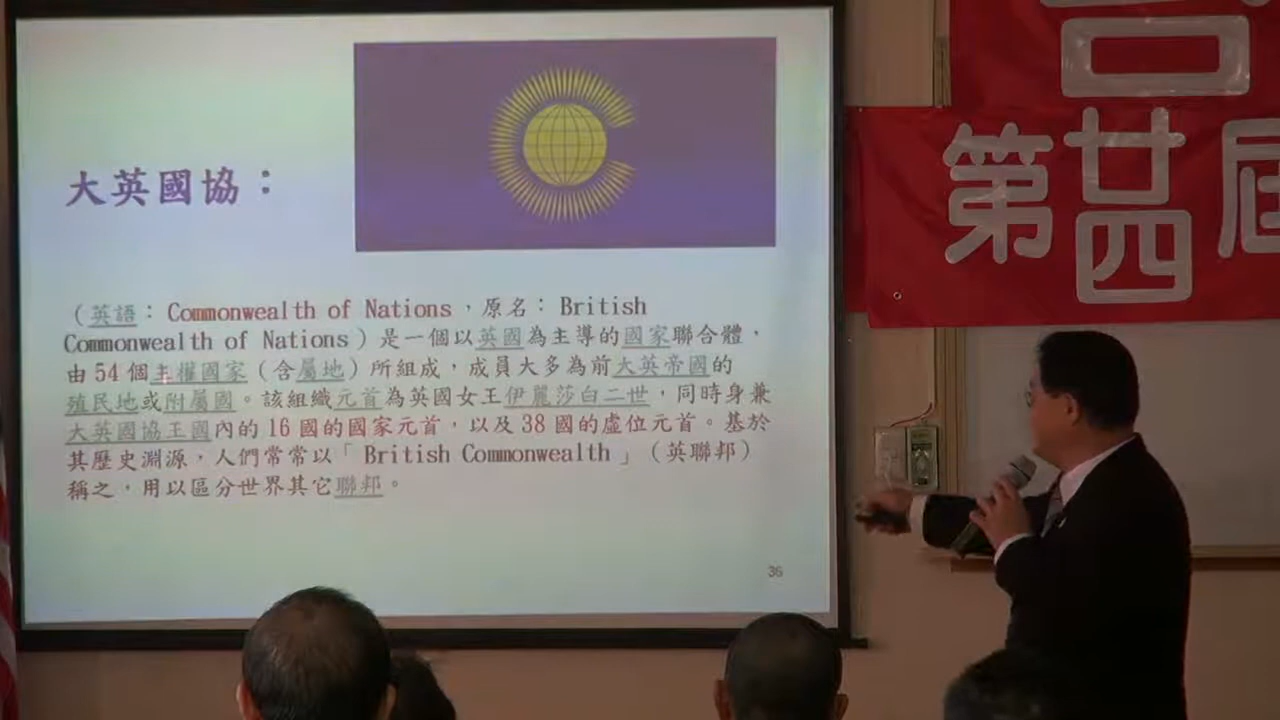 大英國協：
（英語：Commonwealth of Nations，原名：British
Commonwealth of Nations）是一個以英國為主導的國家聯合體，
由54個主權國家（含屬地）所組成，成員大多為前大英帝國的
殖民地或附屬國。該組織元首為英國女王伊麗莎白二世，同時身兼
大英國協王國內的16國的國家元首，以及38國的虛位元首。基於
其歷史淵源，人們常常以「British Commonwealth」（英聯邦）
稱之，用以區分世界其它聯邦。
36
第廿四屆